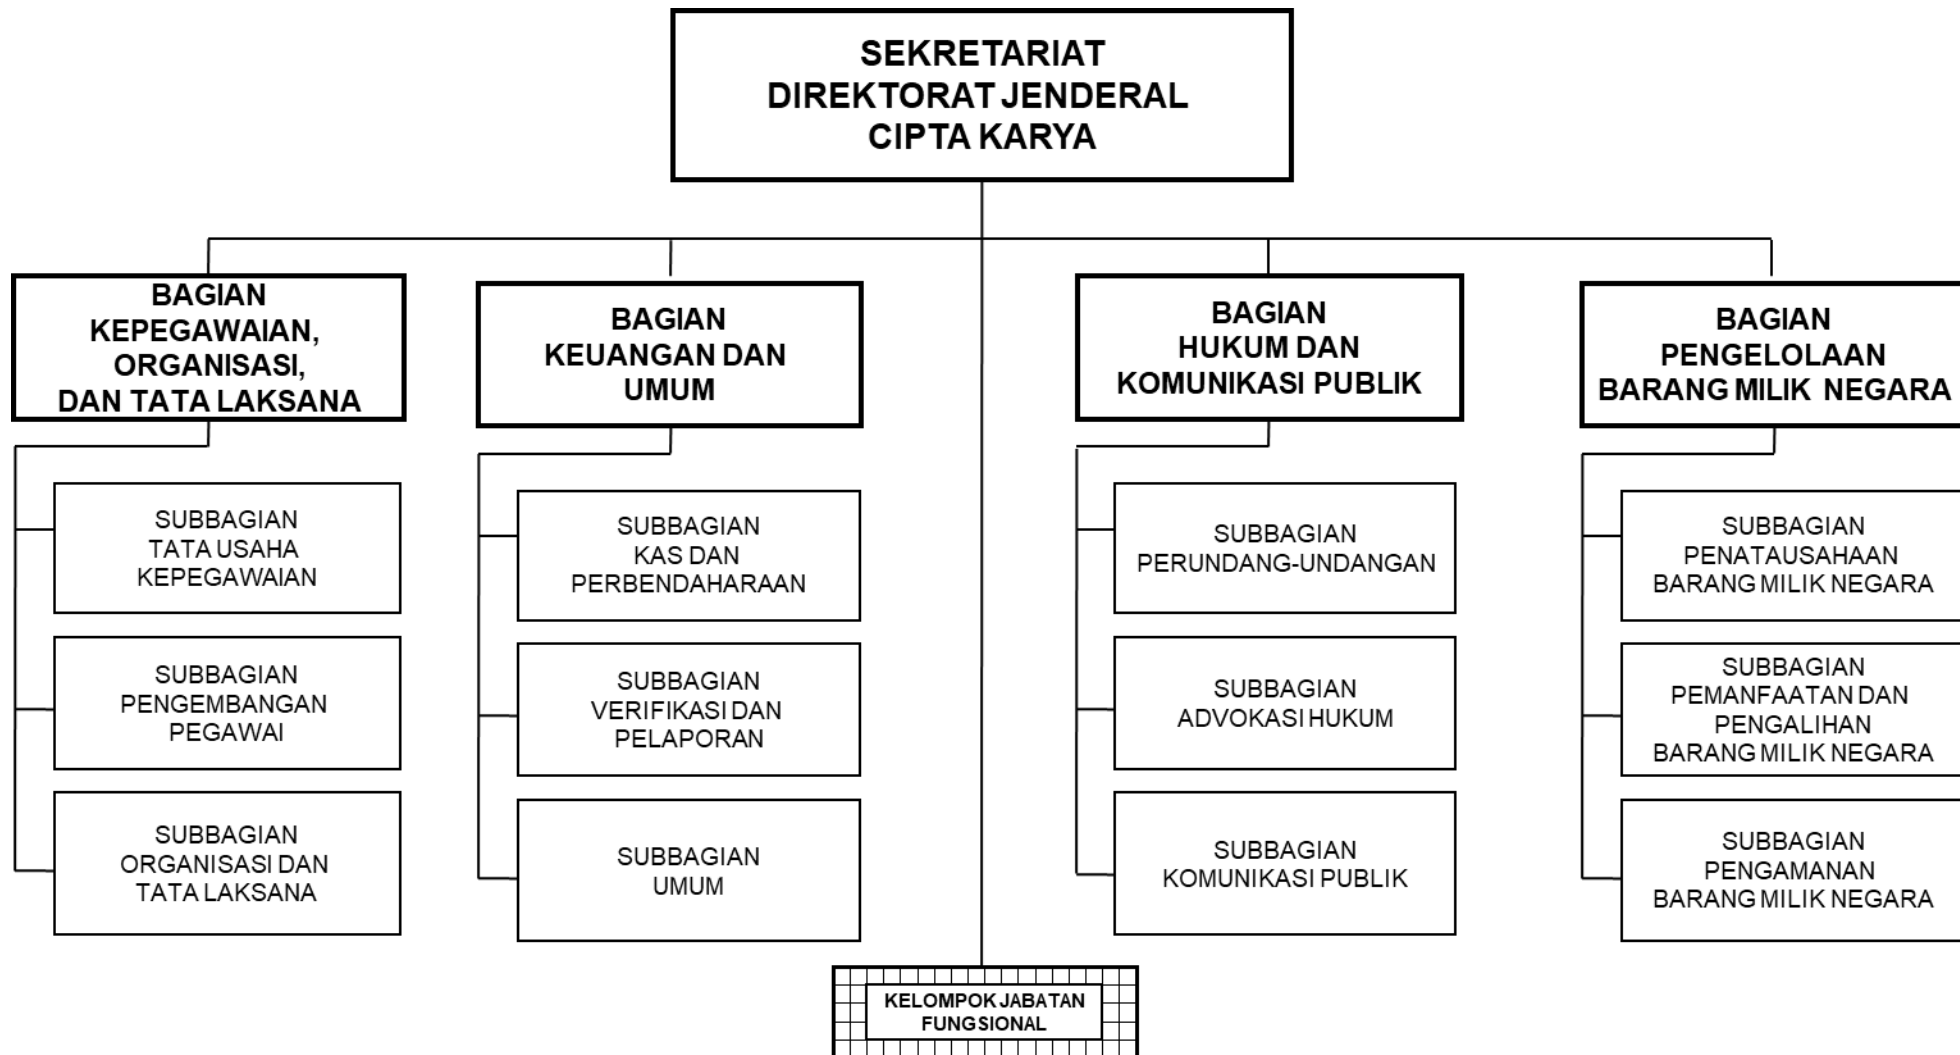 SEKRETARIAT
DIREKTORAT JENDERAL
CIPTA KARYA
BAGIAN
KEPEGAWAIAN,
ORGANISASI,
DAN TATA LAKSANA
BAGIAN
KEUANGAN DAN
UMUM
BAGIAN
HUKUM DAN
KOMUNIKASI PUBLIK
BAGIAN
PENGELOLAAN
BARANG MILIK NEGARA
SUBBAGIAN
TATA USAHA
KEPEGAWAIAN
SUBBAGIAN
KAS DAN
PERBENDAHARAAN
SUBBAGIAN
PERUNDANG-UNDANGAN
SUBBAGIAN
PENATAUSAHAAN
BARANG MILIK NEGARA
SUBBAGIAN
PENGEMBANGAN
PEGAWAI
SUBBAGIAN
VERIFIKASI DAN
PELAPORAN
SUBBAGIAN
ADVOKASI HUKUM
SUBBAGIAN
PEMANFAATAN DAN
PENGALIHAN
BARANG MILIK NEGARA
SUBBAGIAN
ORGANISASI DAN
TATA LAKSANA
SUBBAGIAN
UMUM
SUBBAGIAN
KOMUNIKASI PUBLIK
SUBBAGIAN
PENGAMANAN
BARANG MILIK NEGARA
KELOMPOK JABATAN
FUNGSIONAL